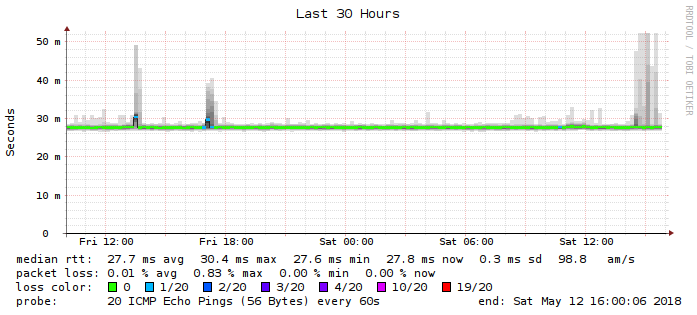 Last 30 Hours
RRDTOOL / TOBI OETIKER
Seconds
50 m
40 m
30 m
20 m
10 m
0
Fri 12:00 Fri 18:00 Sat 00:00 Sat 06:00 Sat 12:00
median rtt: 27.7 ms avg 30.4 ms max 27.6 ms min 27.8 ms now 0.3 ms sd 98.8 am/s
packet loss: 0.01 % avg 0.83 % max 0.00 % min 0.00 % now
loss color: 0 1/20 2/20 3/20 4/20 10/20 19/20
probe: 20 ICMP Echo Pings (56 Bytes) every 60s end: Sat May 12 16:00:06 2018